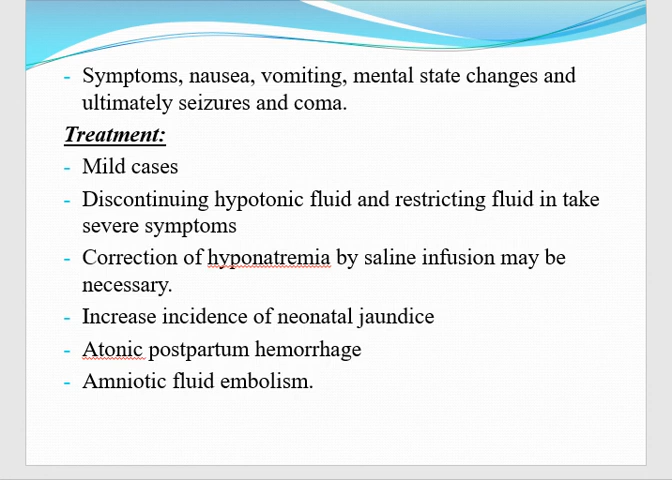 - Symptoms, nausea, vomiting, mental state changes and
ultimately seizures and coma.
Treatment:
- Mild cases
- Discontinuing hypotonic fluid and restricting fluid in take
severe symptoms
- Correction of hyponatremia by saline infusion may be
necessary.
- Increase incidence of neonatal jaundice
- Atonic postpartum hemorrhage
- Amniotic fluid embolism.